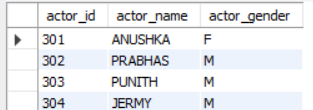 actor_id actor_name actor_gender
301 ANUSHKA F
302 PRABHAS M
303 PUNITH M
304 JERMY M